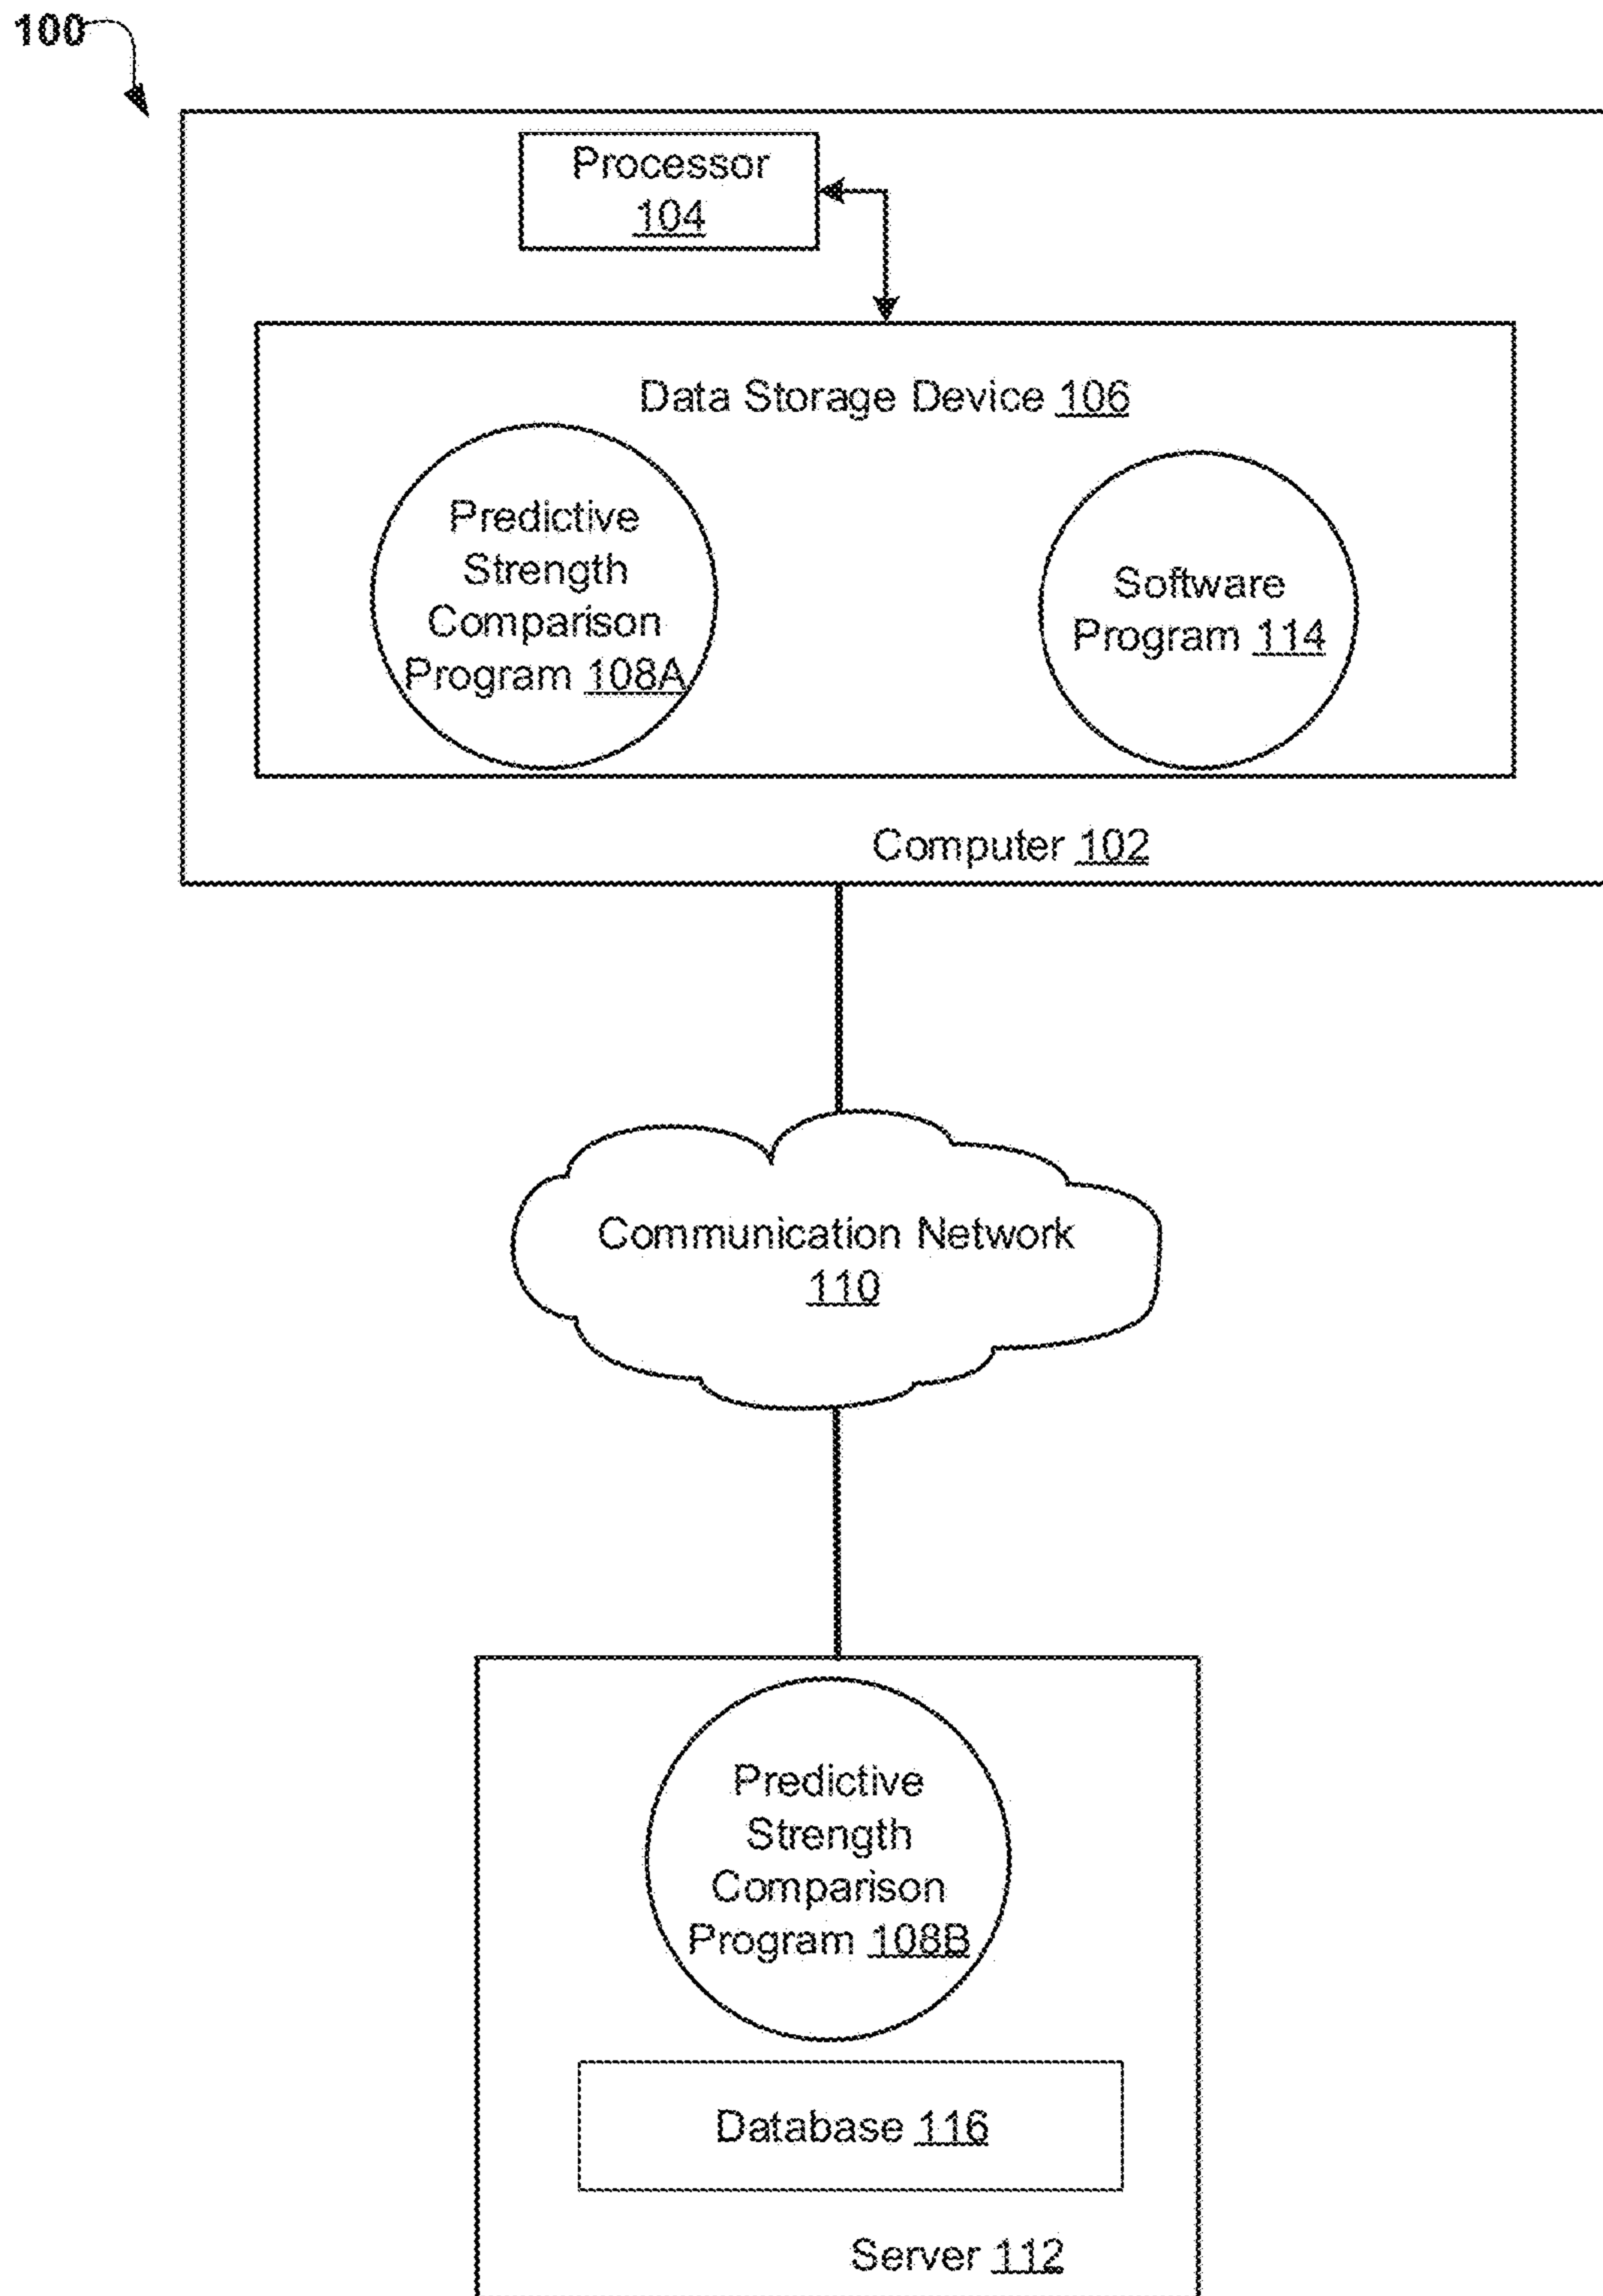 100
Processor
104
Data Storage Device 106
Predictive
Strength
Comparison
Program 108A
Software
Program 114
Computer 102
Communication Network
110
Predictive
Strength
Comparison
Program 108B
Database 116
Server 112